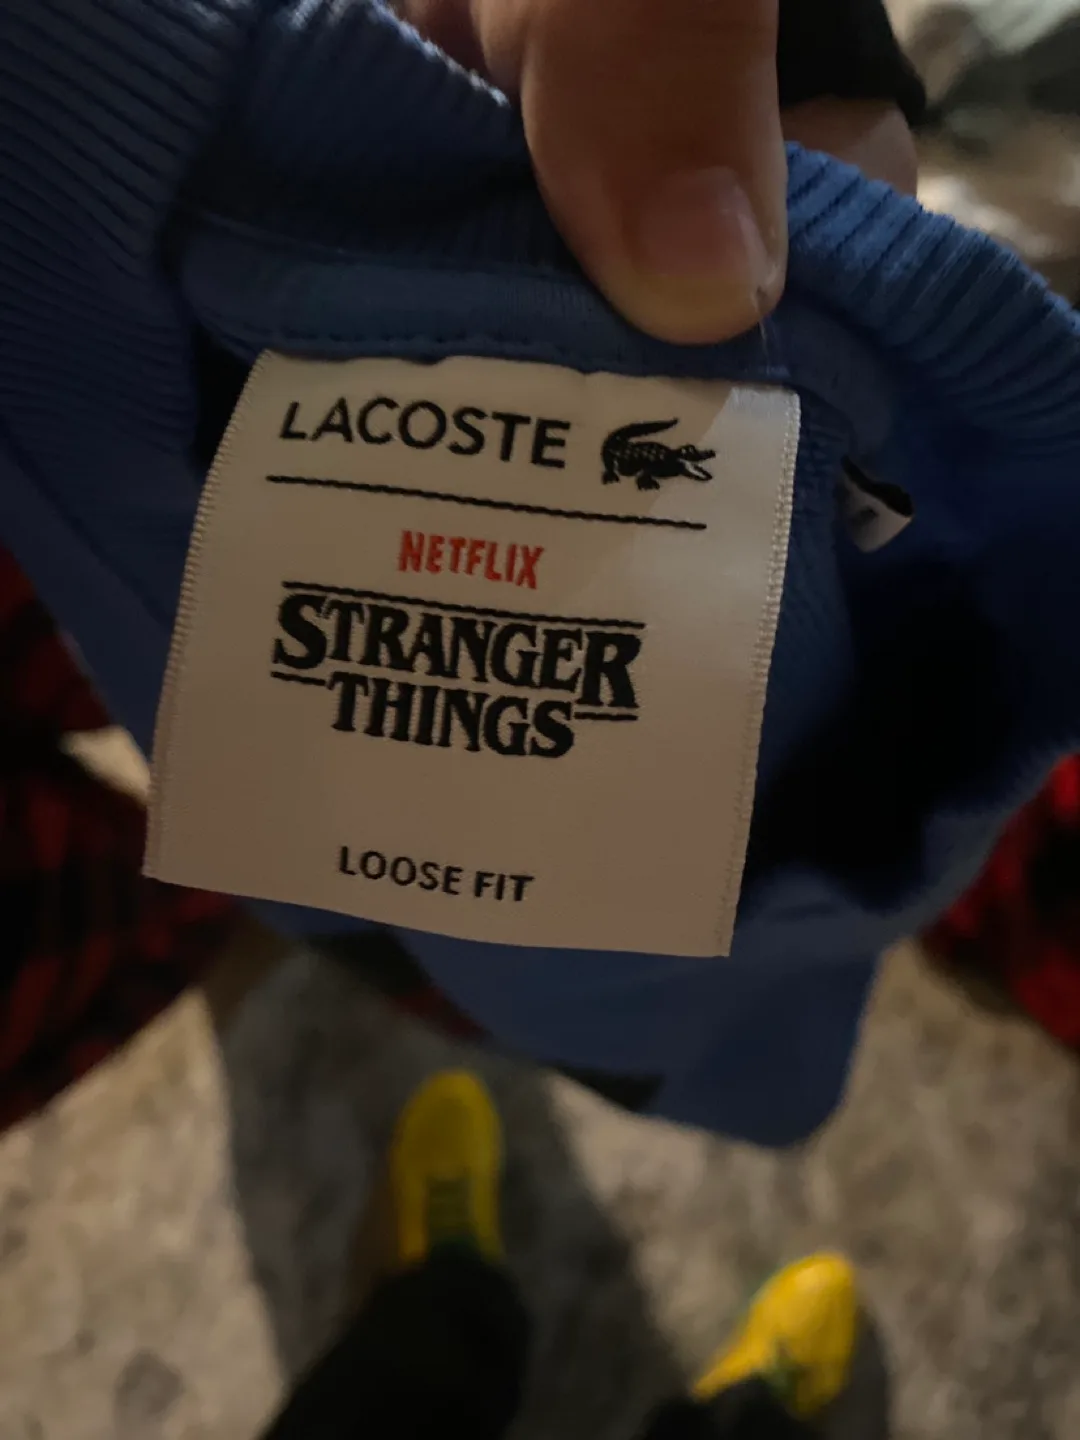 LACOSTE
NETFLIX
STRANGER
THINGS
LOOSE FIT